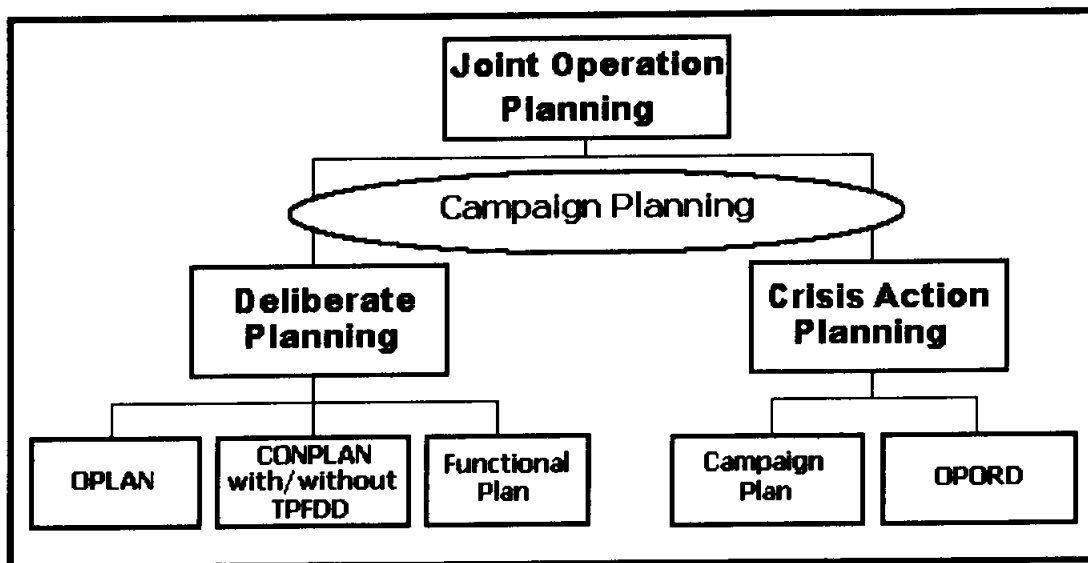 Joint Operation
Planning
Campaign Planning
Deliberate
Planning
Crisis Action
Planning
OPLAN
CONPLAN
with/without
TPFDD
Functional
Plan
Campaign
Plan
OPORD